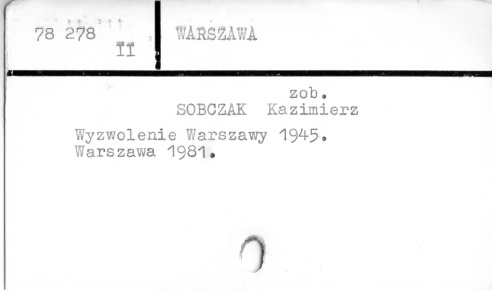 78 278 WARSZAWA
II
zob.
SOBCZAK Kazimierz
Wyzwolenie Warszawy 1945.
Warszawa 1981.